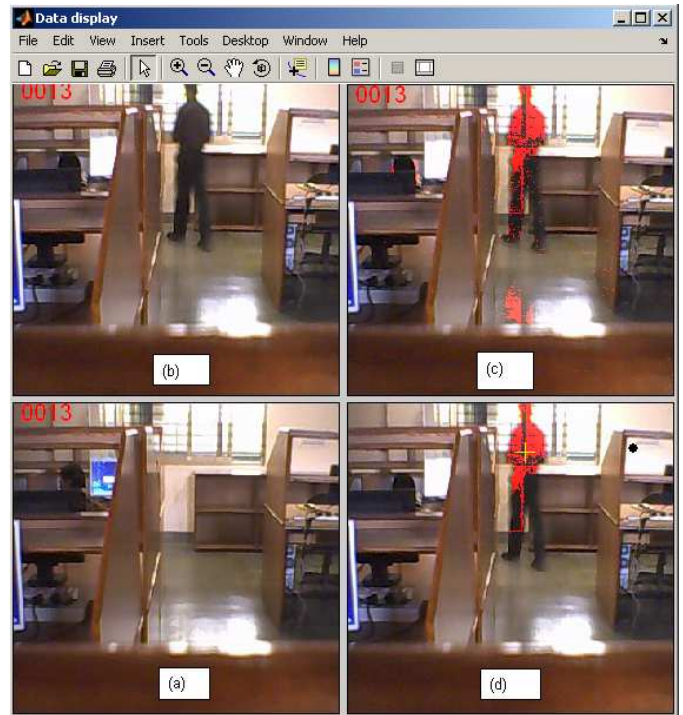 Data display
File Edit View Insert Tools Desktop Window Help
0013 0013
(b) (c)
0013
(a) (d)